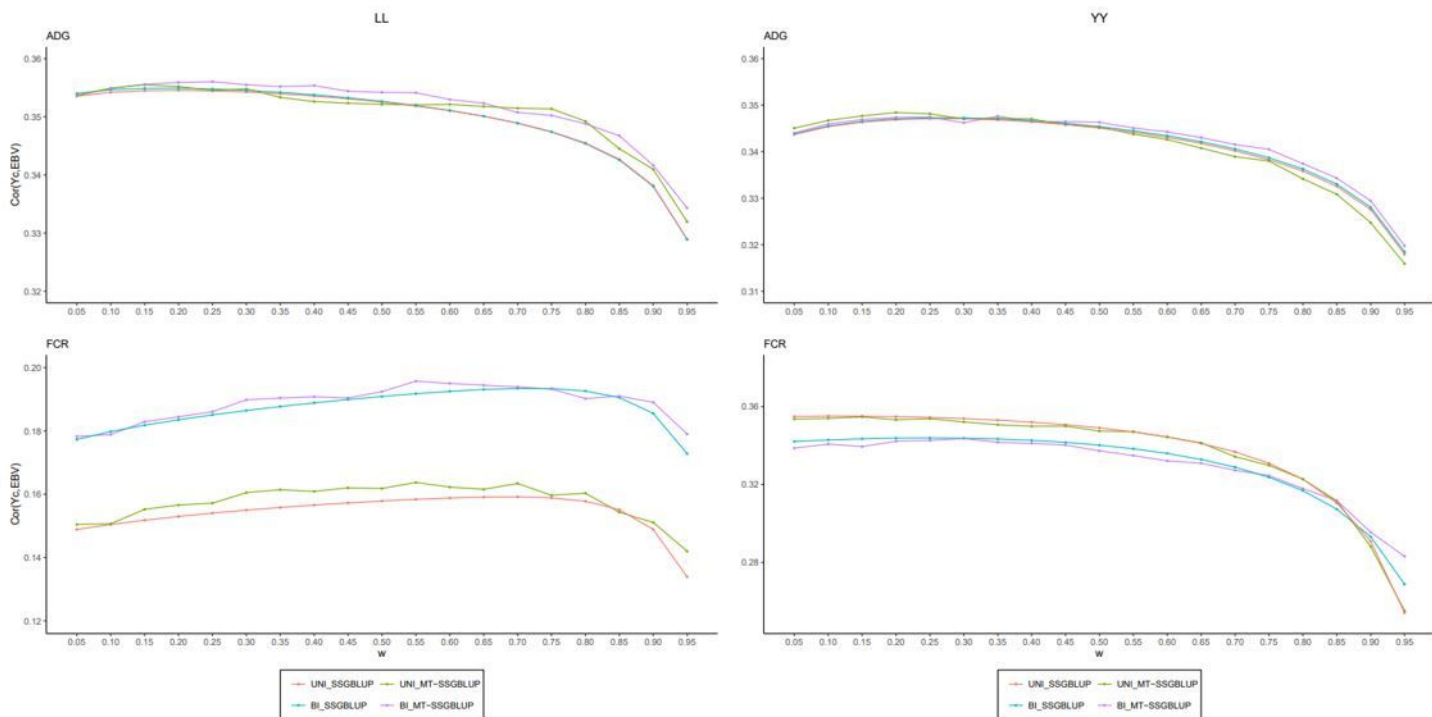 LL
ADG
0.36
0.35
0.34
0.33
0.32
Cor(Yc,EBV)
0.05 0.10 0.15 0.20 0.25 0.30 0.35 0.40 0.45 0.50 0.55 0.60 0.65 0.70 0.75 0.80 0.85 0.90 0.95
FCR
0.20
0.18
0.16
0.14
0.12
Cor(Yc,EBV)
0.05 0.10 0.15 0.20 0.25 0.30 0.35 0.40 0.45 0.50 0.55 0.60 0.65 0.70 0.75 0.80 0.85 0.90 0.95
w
UNI_SSGBLUP UNI_MT-SSGBLUP
BI_SSGBLUP BI_MT-SSGBLUP
YY
ADG
0.36
0.35
0.34
0.33
0.32
0.31
0.05 0.10 0.15 0.20 0.25 0.30 0.35 0.40 0.45 0.50 0.55 0.60 0.65 0.70 0.75 0.80 0.85 0.90 0.95
FCR
0.36
0.32
0.28
0.05 0.10 0.15 0.20 0.25 0.30 0.35 0.40 0.45 0.50 0.55 0.60 0.65 0.70 0.75 0.80 0.85 0.90 0.95
w
UNI_SSGBLUP UNI_MT-SSGBLUP
BI_SSGBLUP BI_MT-SSGBLUP